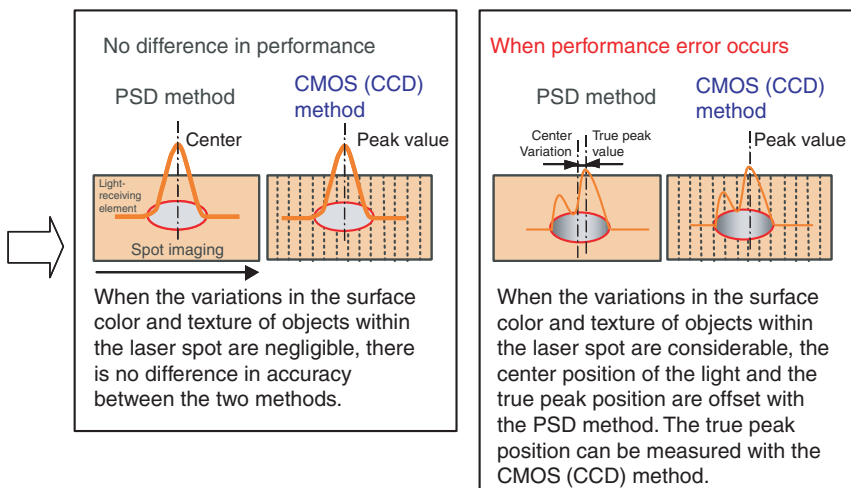 No difference in performance
PSD method
CMOS (CCD)
method
Center
Peak value
Light-
receiving
element
Spot imaging
When the variations in the surface
color and texture of objects within
the laser spot are negligible, there
is no difference in accuracy
between the two methods.
When performance error occurs
PSD method
CMOS (CCD)
method
Center
Variation
True peak
value
Peak value
When the variations in the surface
color and texture of objects within
the laser spot are considerable, the
center position of the light and the
true peak position are offset with
the PSD method. The true peak
position can be measured with the
CMOS (CCD) method.